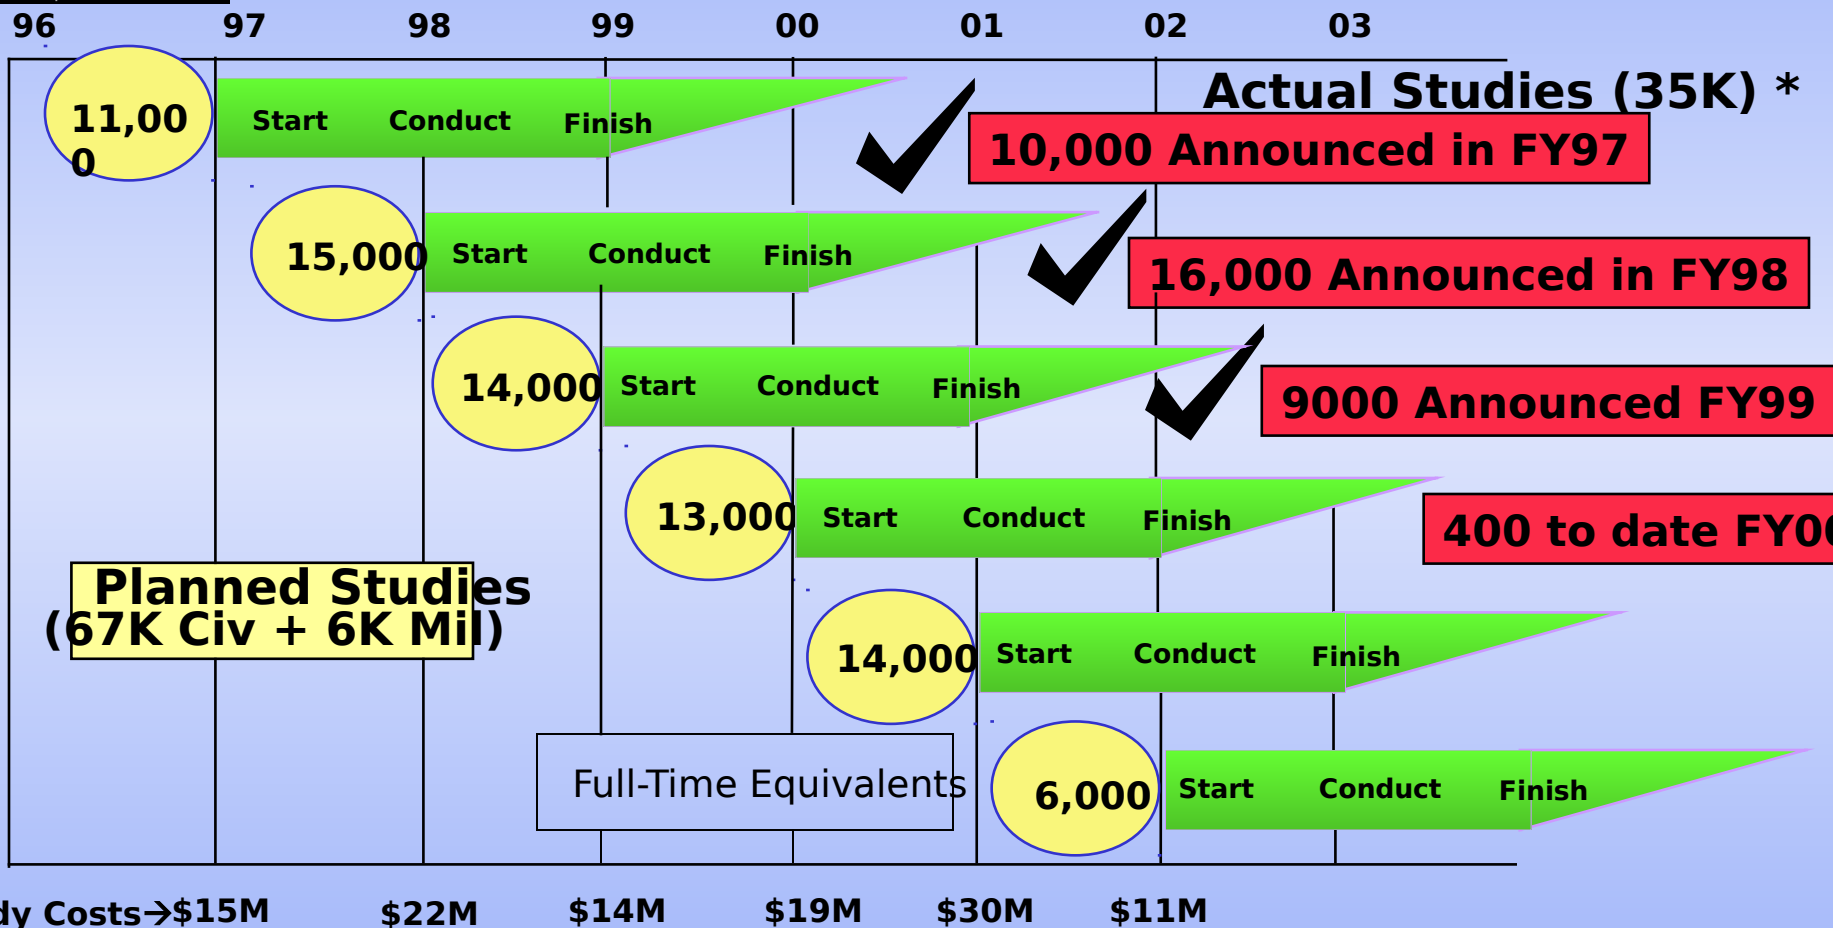 96 97 98 99 00 01 02 03
Actual Studies (35K) *
11,00
0
Start Conduct Finish
10,000 Announced in FY97
15,000 Start Conduct Finish
16,000 Announced in FY98
14,000 Start Conduct Finish
9000 Announced FY99
13,000 Start Conduct Finish
400 to date FY00
Planned Studies
(67K Civ + 6K Mil)
14,000 Start Conduct Finish
Full-Time Equivalents
6,000 Start Conduct Finish
dy Costs→$15M $22M $14M $19M $30M $11M